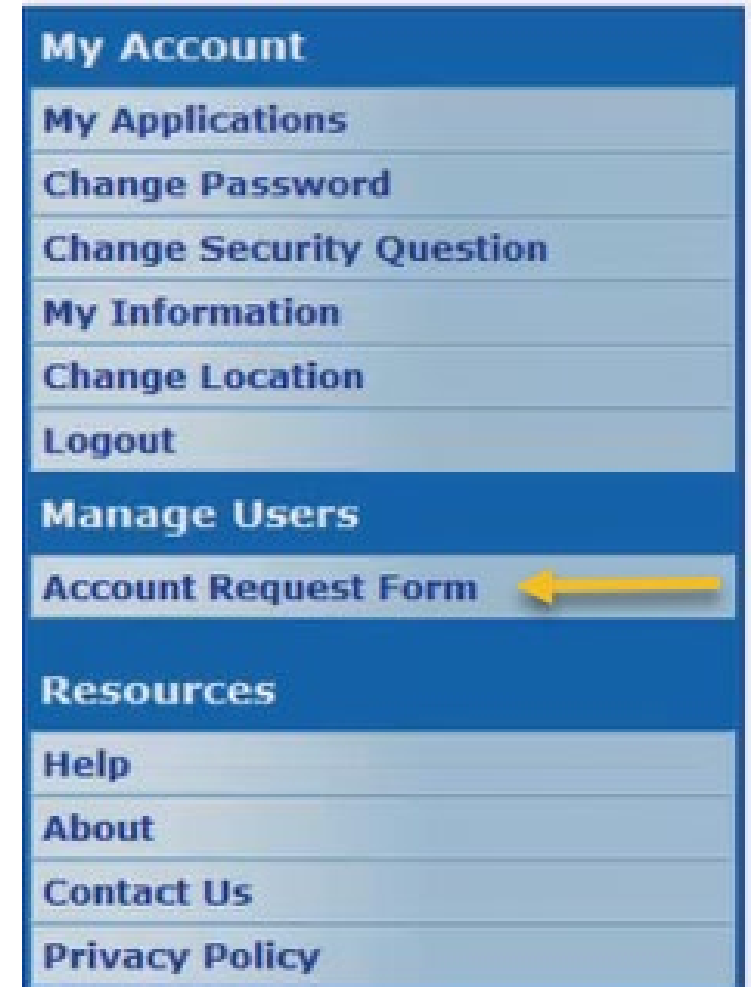 My Account
My Applications
Change Password
Change Security Question
My Information
Change Location
Logout
Manage Users
Account Request Form
Resources
Help
About
Contact Us
Privacy Policy